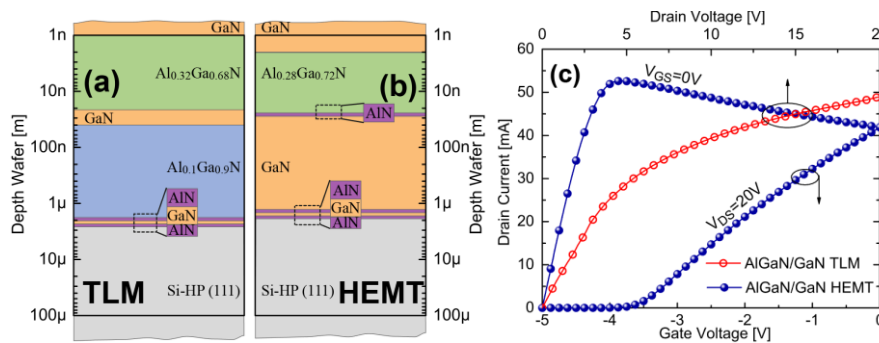 GaN
(a)
Al0.32Ga0.68N
GaN
Al0.1Ga0.9N
AlN
GaN
AlN
TLM
Si-HP (111)
Depth Wafer [m]
1n
10n
100n
1µ
10µ
100µ
GaN
Al0.28Ga0.72N
(b)
AlN
GaN
AlN
GaN
AlN
Si-HP (111)
HEMT
Depth Wafer [m]
1n
10n
100n
1µ
10µ
100µ
Drain Voltage [V]
0 5 10 15 20
(c)
VGS=0V
VDS=20V
AlGaN/GaN TLM
AlGaN/GaN HEMT
Drain Current [mA]
60
50
40
30
20
10
0
-5 -4 -3 -2 -1 0
Gate Voltage [V]